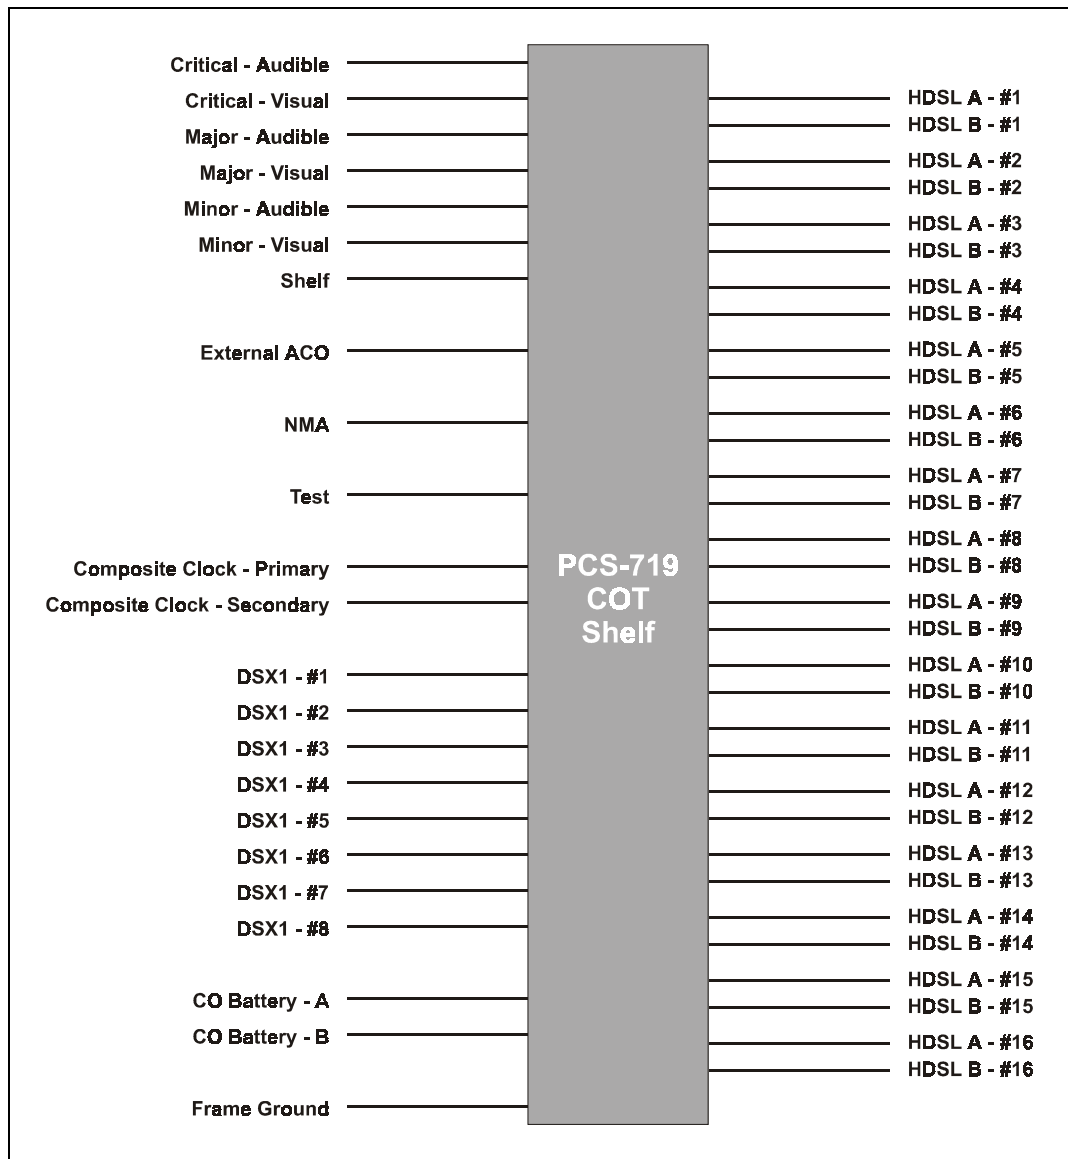 Critical - Audible
Critical - Visual
Major - Audible
Major - Visual
Minor - Audible
Minor - Visual
Shelf
External ACO
NMA
Test
Composite Clock - Primary
Composite Clock - Secondary
DSX1 - #1
DSX1 - #2
DSX1 - #3
DSX1 - #4
DSX1 - #5
DSX1 - #6
DSX1 - #7
DSX1 - #8
CO Battery - A
CO Battery - B
Frame Ground
PCS-719
COT
Shelf
HDSL A - #1
HDSL B - #1
HDSL A - #2
HDSL B - #2
HDSL A - #3
HDSL B - #3
HDSL A - #4
HDSL B - #4
HDSL A - #5
HDSL B - #5
HDSL A - #6
HDSL B - #6
HDSL A - #7
HDSL B - #7
HDSL A - #8
HDSL B - #8
HDSL A - #9
HDSL B - #9
HDSL A - #10
HDSL B - #10
HDSL A - #11
HDSL B - #11
HDSL A - #12
HDSL B - #12
HDSL A - #13
HDSL B - #13
HDSL A - #14
HDSL B - #14
HDSL A - #15
HDSL B - #15
HDSL A - #16
HDSL B - #16